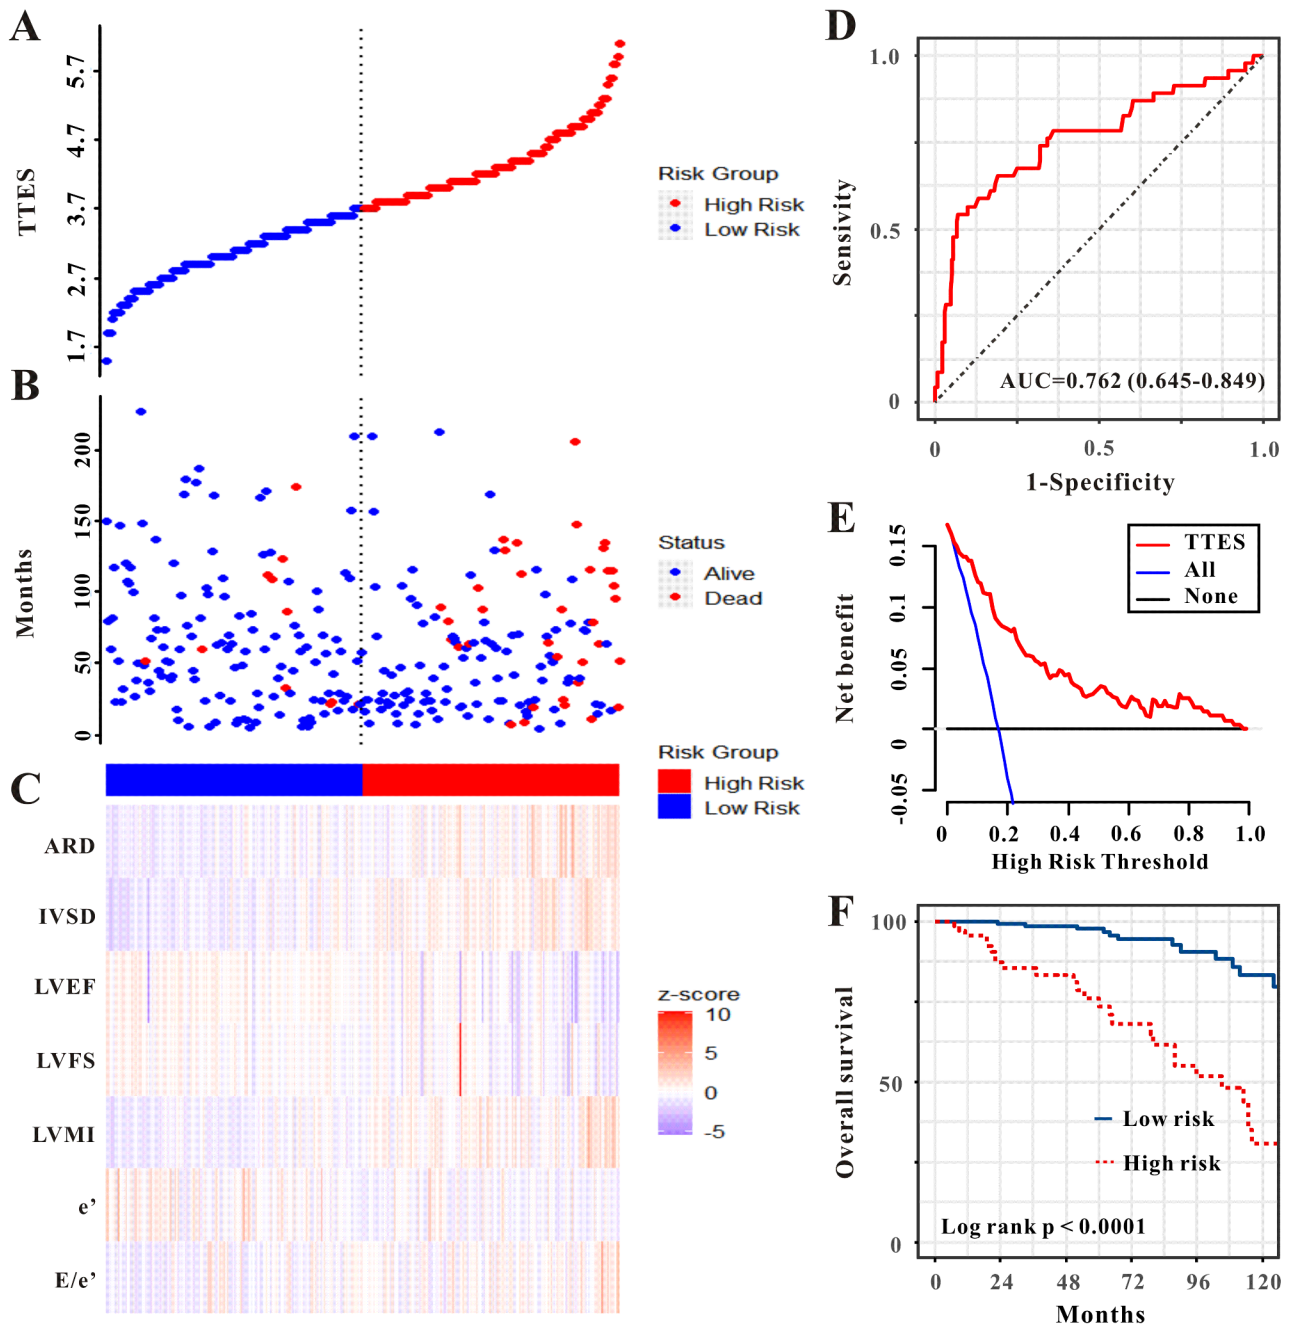 A
TTES
5.7
4.7
3.7
2.7
1.7
Risk Group
High Risk
Low Risk
B
Months
200
150
100
50
0
Status
Alive
Dead
C
Risk Group
High Risk
Low Risk
ARD
IVSD
LVEF
LVFS
LVMI
e’
E/e’
z-score
10
5
0
-5
D
Sensivity
1.0
0.5
0
AUC=0.762 (0.645-0.849)
0 0.5 1.0
1-Specificity
E
Net benefit
0.15
0.1
0.05
0
-0.05
TTES
All
None
0 0.2 0.4 0.6 0.8 1.0
High Risk Threshold
F
Overall survival
100
50
0
Low risk
High risk
Log rank p < 0.0001
0 24 48 72 96 120
Months